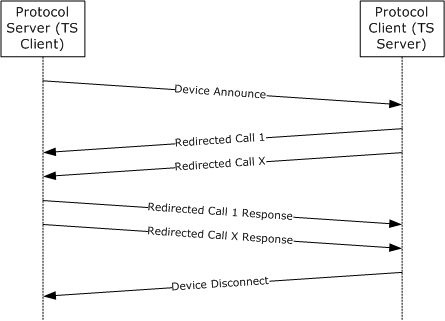 Protocol
Server (TS
Client)
Protocol
Client (TS
Server)
Device Announce
Redirected Call 1
Redirected Call X
Redirected Call 1 Response
Redirected Call X Response
Device Disconnect